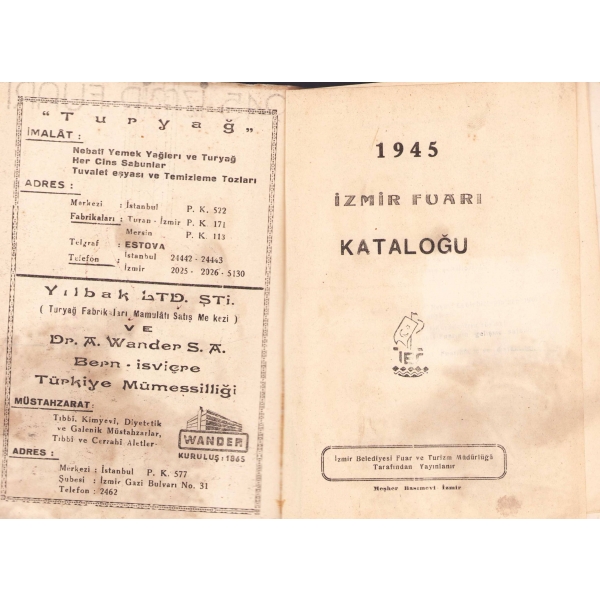 " Turyağ „
İMALÂT :
Nebatî Yemek Yağları ve Turyağ
Her Cins Sabunlar
Tuvalet eşyası ve Temizleme Tozları
ADRES :
Merkezi : İstanbul P. K. 522
Fabrikaları : Turan - İzmir P. K. 171
Mersin P. K. 113
Telgraf : ESTOVA
Telefon : İstanbul 24442 - 24443
İzmir 2025 - 2026 - 5130
Yılbak LTD. ŞTİ.
( Turyağ Fabrikaları Mamulâtı Satış Merkezi )
VE
Dr. A. Wander S. A.
Bern - isviçre
Türkiye Mümessilliği
MÜSTAHZARAT:
Tıbbî, Kimyevî, Diyetetik
ve Galenik Müstahzarlar,
Tıbbî ve Cerrahî Aletler-
WANDER
KURULUŞ : 1865
ADRES :
Merkezi : İstanbul P. K. 577
Şubesi : İzmir Gazi Bulvarı No. 31
Telefon : 2462
1945
İZMİR FUARI
KATALOĞU
İEF
İzmir Belediyesi Fuar ve Turizm Müdürlüğü
Tarafından Yayınlanır
Meşher Basımevi İzmir